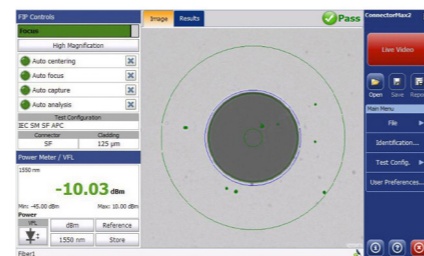 FIP Controls
Image
Results
Pass
ConnectorMax2
Focus
High Magnification
Live Video
Auto centering
Auto focus
Auto capture
Auto analysis
Open
Save
Test Configuration
IEC SM SF APC
Main Menu
Connector
Cladding
File
SF
125 µm
Power Meter / VFL
Identification...
1550 nm
Test Config.
-10.03 dBm
User Preferences...
Min: -45.00 dBm
Max: 10.00 dBm
Power
VFL
dBm
Reference
1550 nm
Store
Fiber1